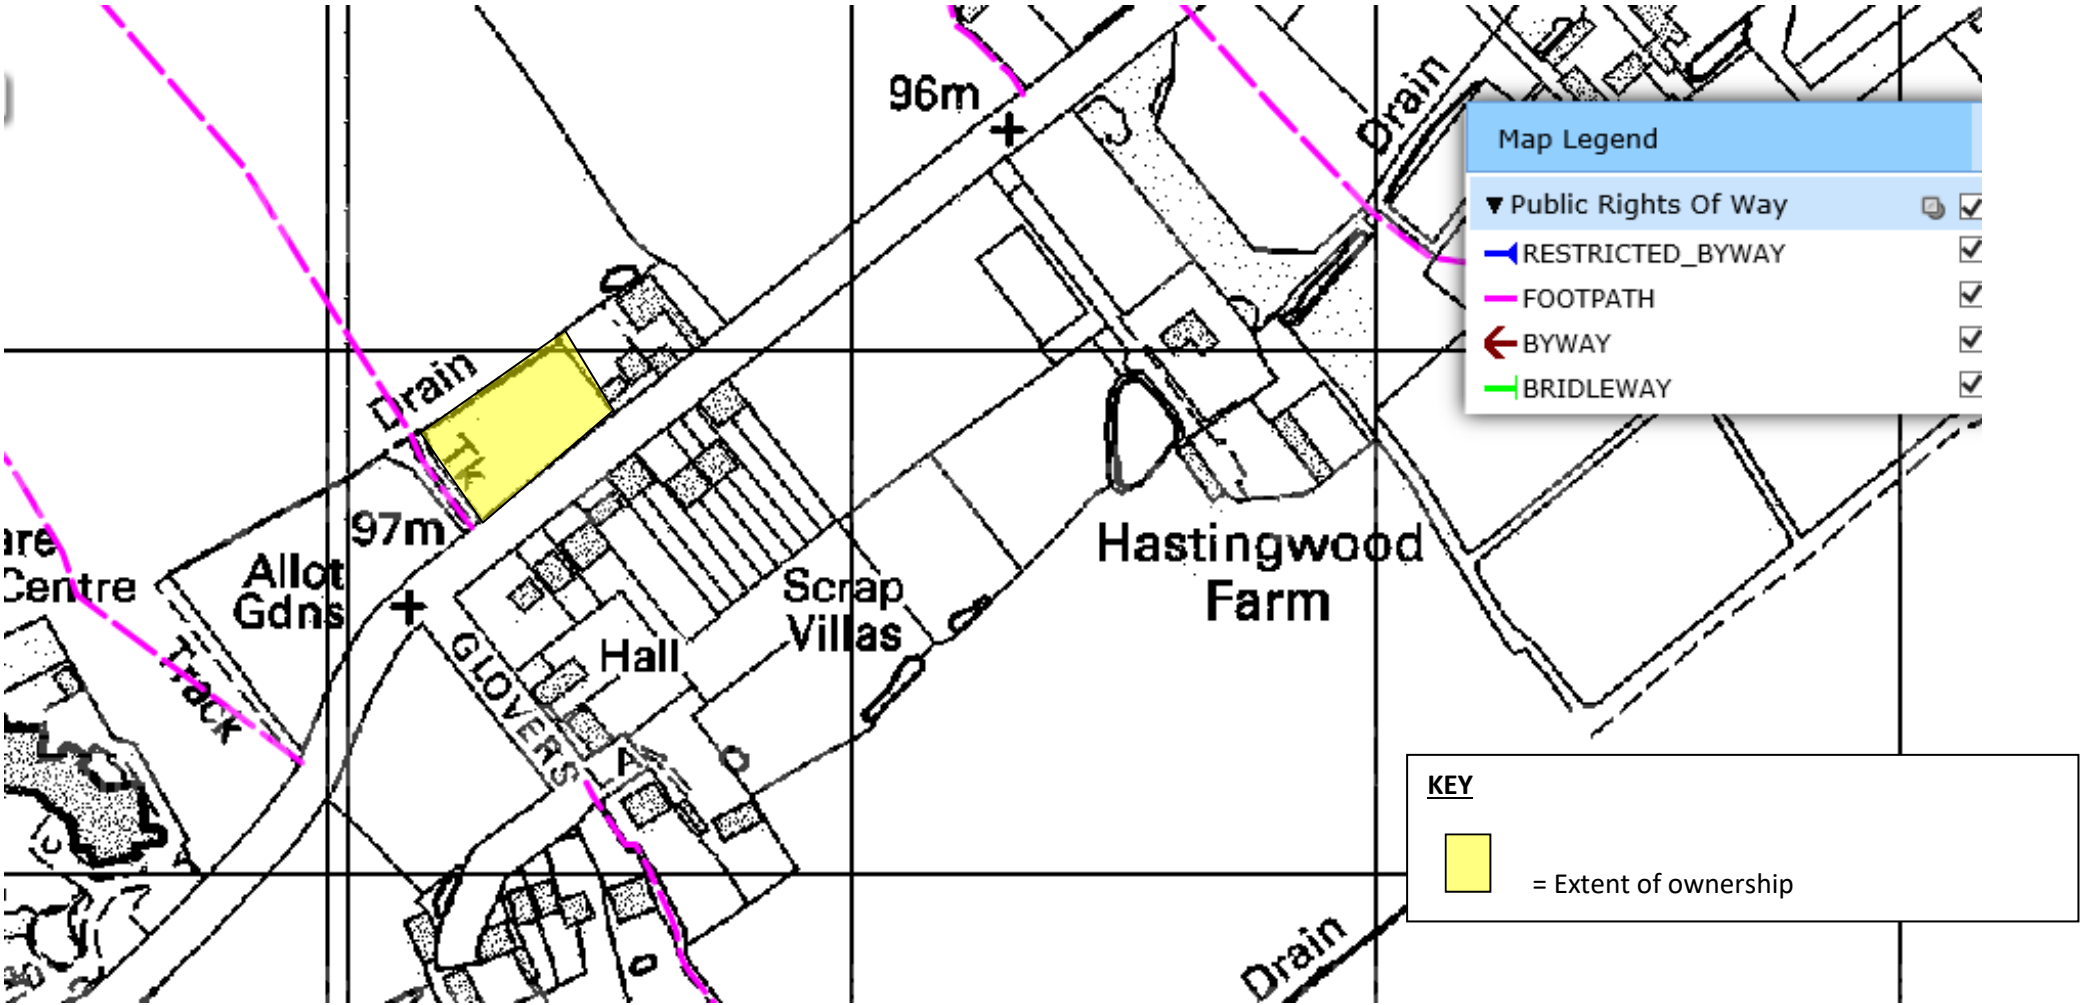 96m
Drain
Map Legend
▼ Public Rights Of Way
RESTRICTED_BYWAY
FOOTPATH
BYWAY
BRIDLEWAY
Drain
Tk
97m
Allot
Gdns
are
Centre
Track
GLOVERS
Hall
Scrap
Villas
Hastingwood
Farm
KEY
= Extent of ownership
Drain